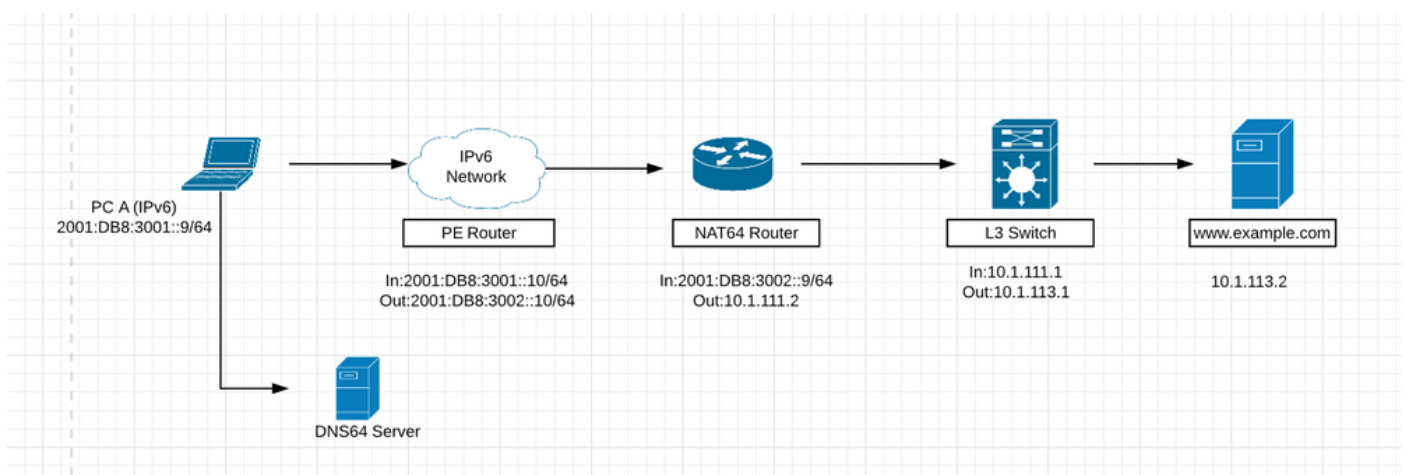 PC A (IPv6)
2001:DB8:3001::9/64
IPv6
Network
PE Router
In:2001:DB8:3001::10/64
Out:2001:DB8:3002::10/64
NAT64 Router
In:2001:DB8:3002::9/64
Out:10.1.111.2
L3 Switch
In:10.1.111.1
Out:10.1.113.1
www.example.com
10.1.113.2
DNS64 Server